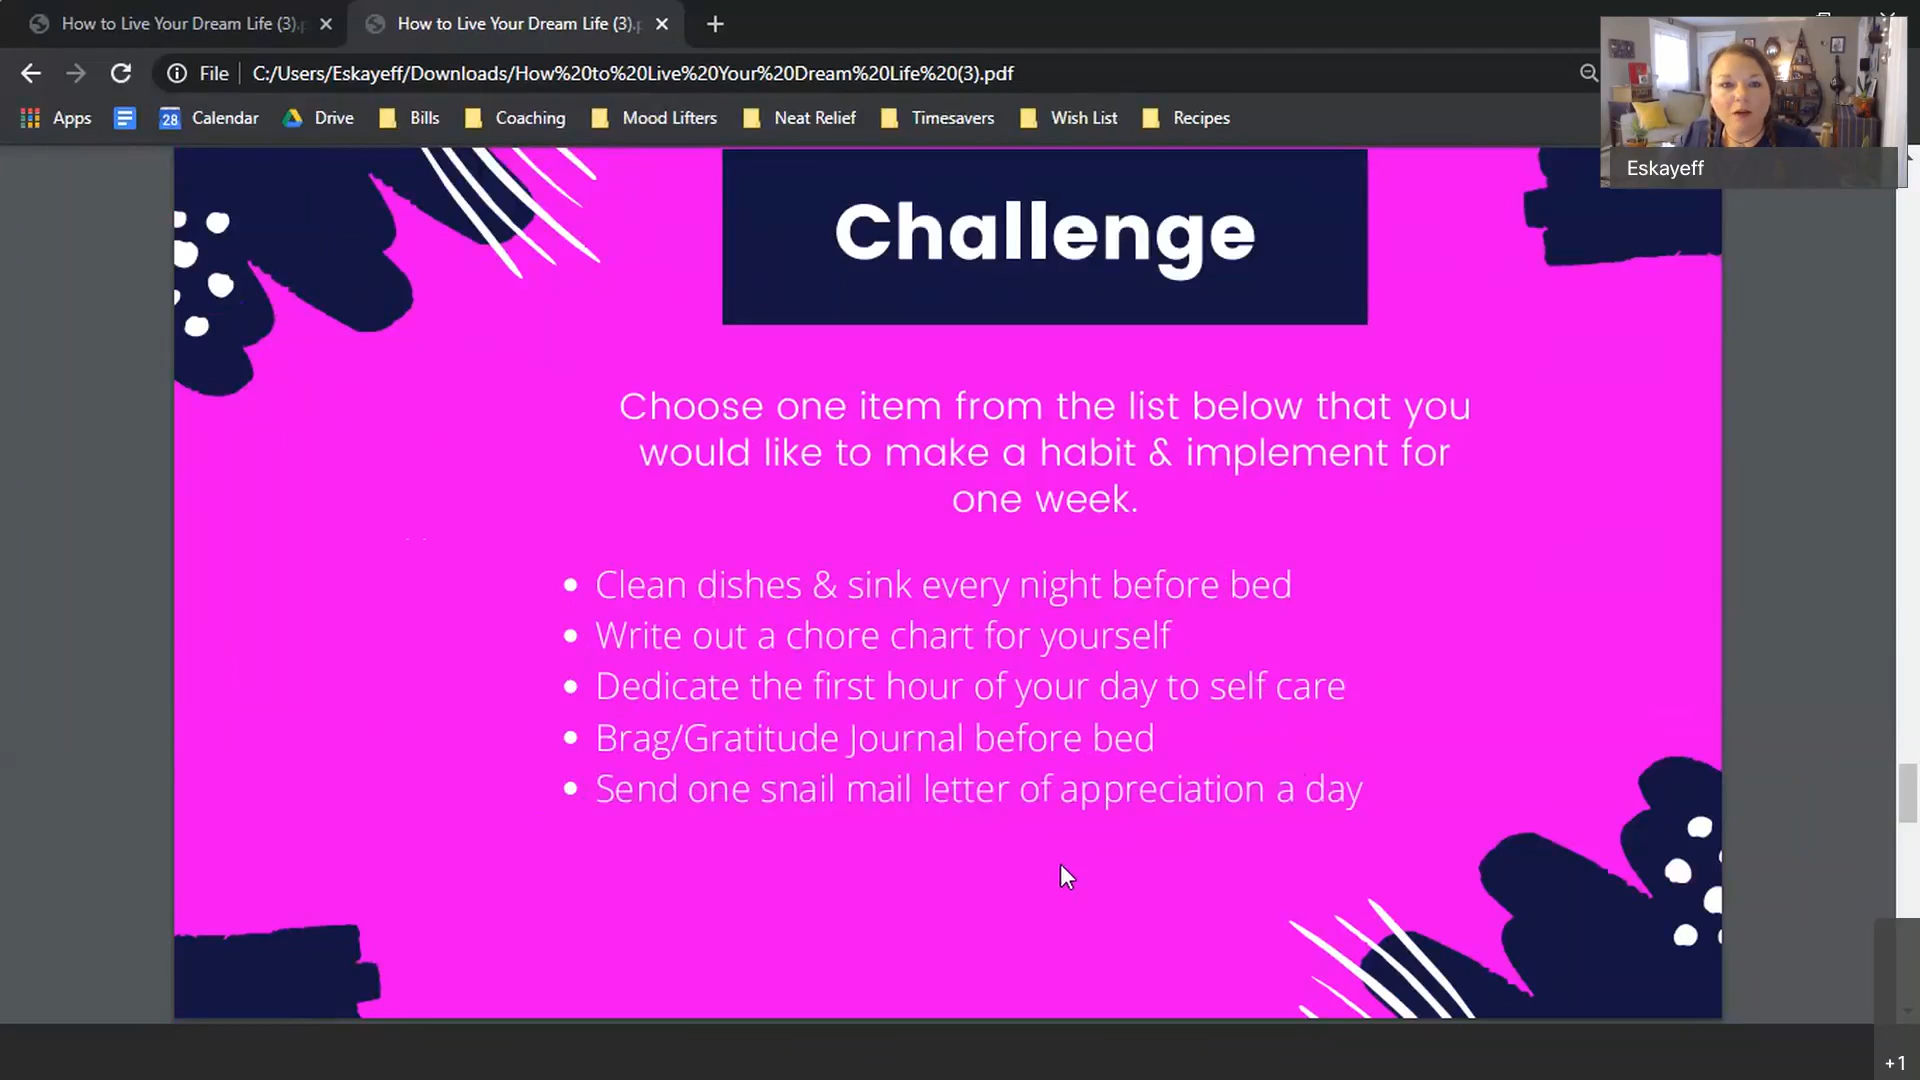 How to Live Your Dream Life (3).p
How to Live Your Dream Life (3).p
File
C:/Users/Eskayeff/Downloads/How%20to%20Live%20Your%20Dream%20Life%20(3).pdf
Apps
28 Calendar
Drive
Bills
Coaching
Mood Lifters
Neat Relief
Timesavers
Wish List
Recipes
Eskayeff
Challenge
Choose one item from the list below that you
would like to make a habit & implement for
one week.
• Clean dishes & sink every night before bed
• Write out a chore chart for yourself
• Dedicate the first hour of your day to self care
• Brag/Gratitude Journal before bed
• Send one snail mail letter of appreciation a day
+1